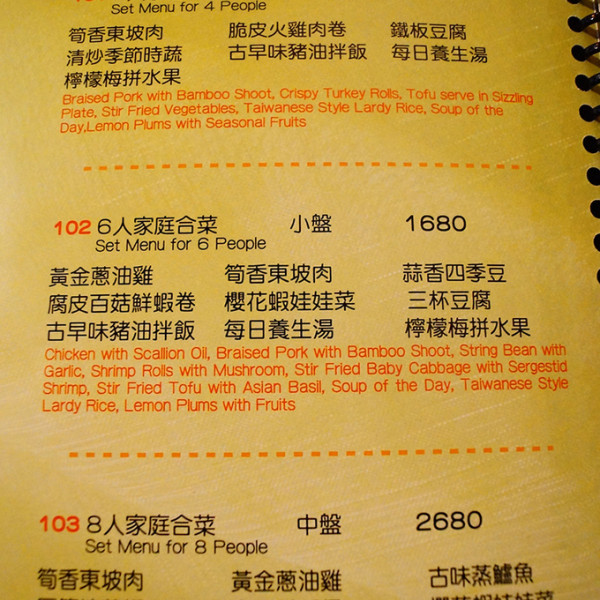 Set Menu for 4 People
筍香東坡肉 脆皮火雞肉卷 鐵板豆腐
清炒季節時蔬 古早味豬油拌飯 每日養生湯
檸檬梅拼水果
Braised Pork with Bamboo Shoot, Crispy Turkey Rolls, Tofu serve in Sizzling
Plate, Stir Fried Vegetables, Taiwanese Style Lardy Rice, Soup of the
Day,Lemon Plums with Seasonal Fruits
102 6人家庭合菜 小盤 1680
Set Menu for 6 People
黃金蔥油雞 筍香東坡肉 蒜香四季豆
腐皮百菇鮮蝦卷 櫻花蝦娃娃菜 三杯豆腐
古早味豬油拌飯 每日養生湯 檸檬梅拼水果
Chicken with Scallion Oil, Braised Pork with Bamboo Shoot, String Bean with
Garlic, Shrimp Rolls with Mushroom, Stir Fried Baby Cabbage with Sergestid
Shrimp, Stir Fried Tofu with Asian Basil, Soup of the Day, Taiwanese Style
Lardy Rice, Lemon Plums with Fruits
103 8人家庭合菜 中盤 2680
Set Menu for 8 People
筍香東坡肉 黃金蔥油雞 古味蒸鱸魚